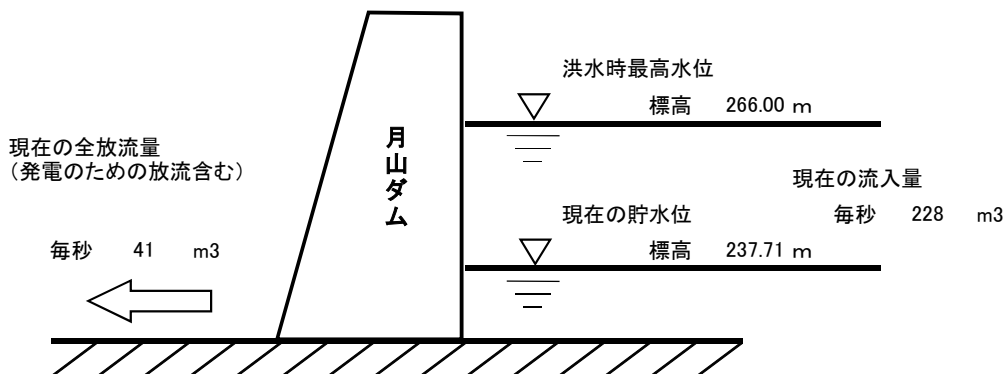 洪水時最高水位
標高 266.00 m
現在の全放流量
（発電のための放流含む）
月山ダム
現在の流入量
毎秒 228 m3
現在の貯水位
標高 237.71 m
毎秒 41 m3